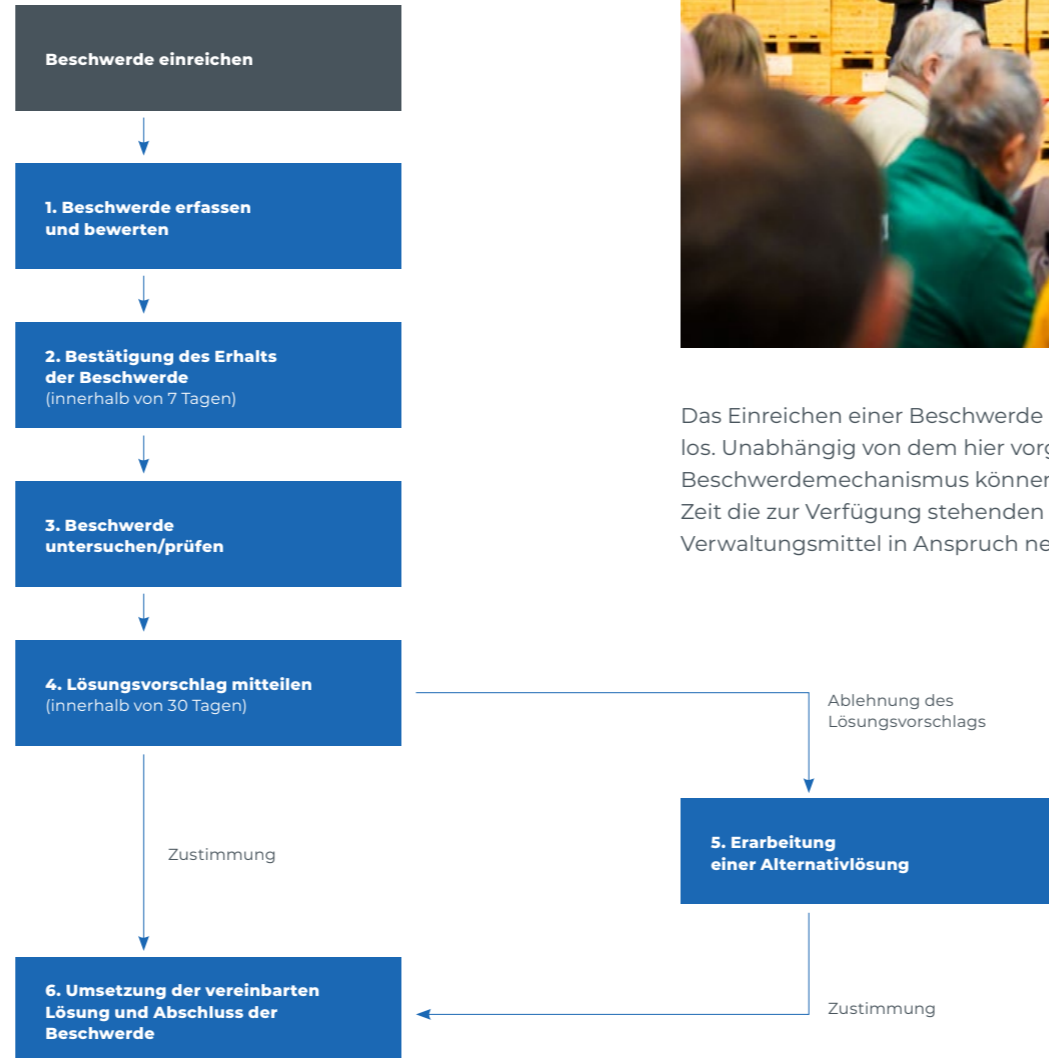 Beschwerde einreichen
1. Beschwerde erfassen
und bewerten
2. Bestätigung des Erhalts
der Beschwerde
(innerhalb von 7 Tagen)
3. Beschwerde
untersuchen/prüfen
4. Lösungsvorschlag mitteilen
(innerhalb von 30 Tagen)
Zustimmung
6. Umsetzung der vereinbarten
Lösung und Abschluss der
Beschwerde
Das Einreichen einer Beschwerde
los. Unabhängig von dem hier
Beschwerdemechanismus
Zeit die zur Verfügung stehenden
Verwaltungsmittel in Anspruch
Ablehnung des
Lösungsvorschlags
5. Erarbeitung
einer Alternativlösung
Zustimmung